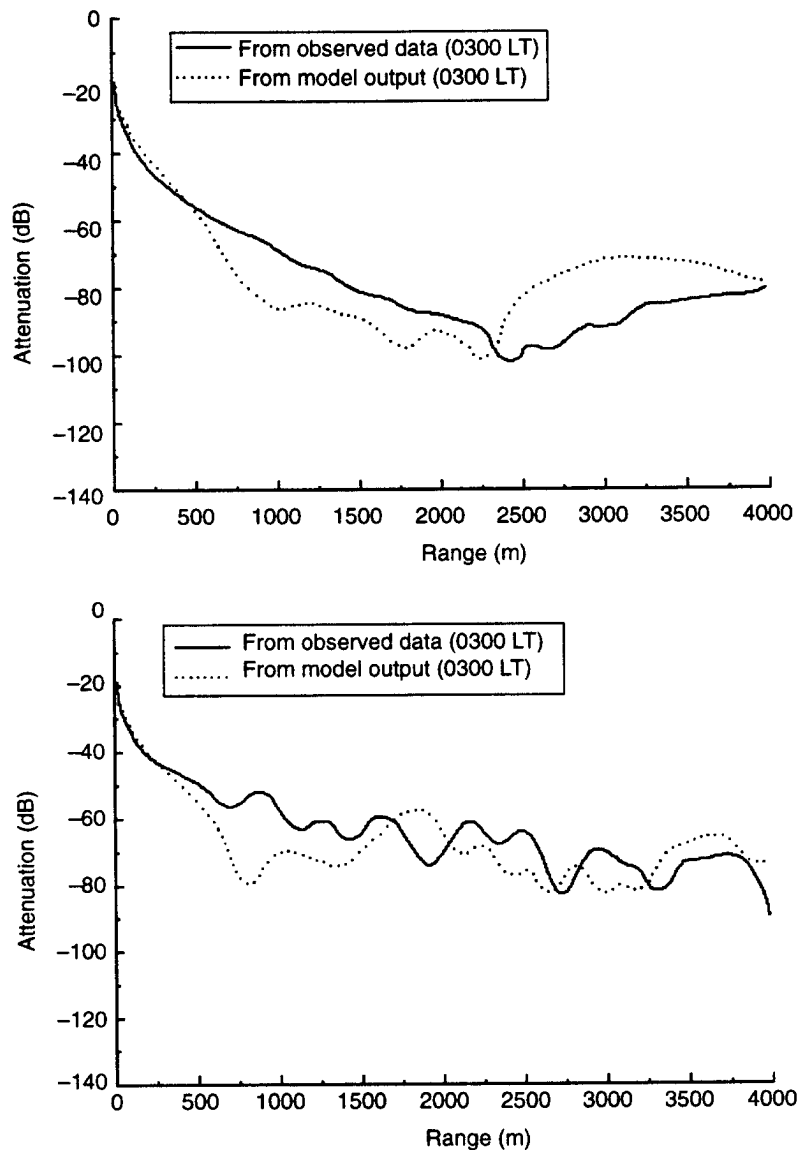 0
−20
−40
−60
−80
−100
−120
−140
Attenuation (dB)
From observed data (0300 LT)
From model output (0300 LT)
0 500 1000 1500 2000 2500 3000 3500 4000
Range (m)
0
−20
−40
−60
−80
−100
−120
−140
Attenuation (dB)
From observed data (0300 LT)
From model output (0300 LT)
0 500 1000 1500 2000 2500 3000 3500 4000
Range (m)